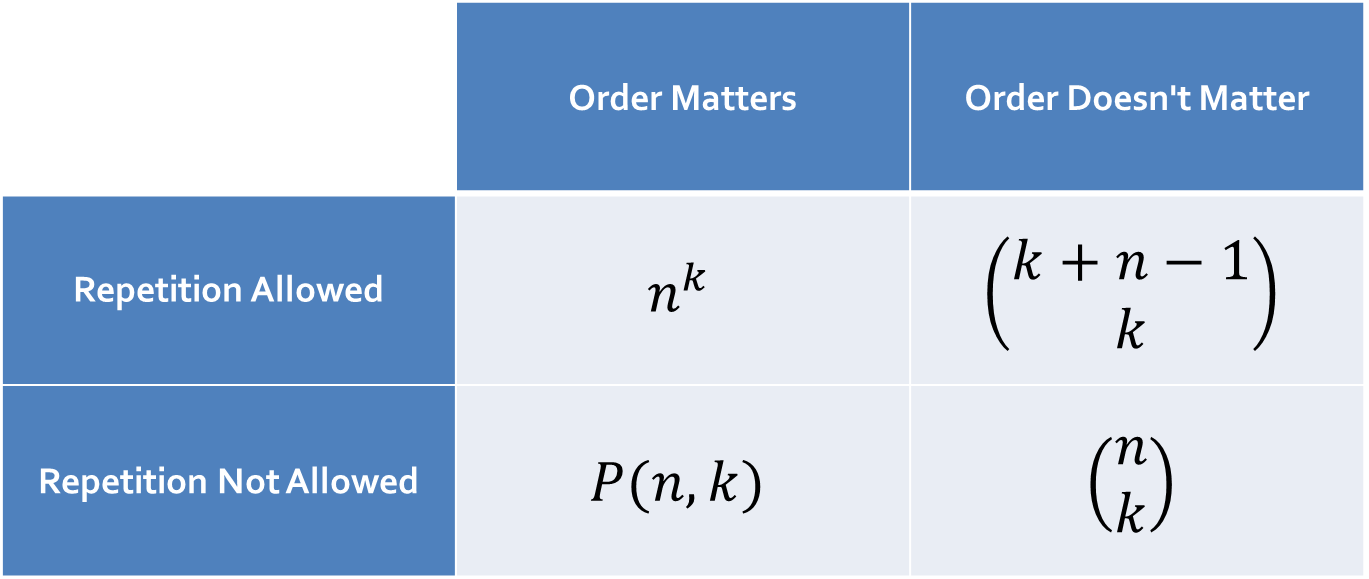 Order Matters
Order Doesn't Matter
Repetition Allowed
n^k
(k + n − 1
k)
Repetition Not Allowed
P(n, k)
(n
k)